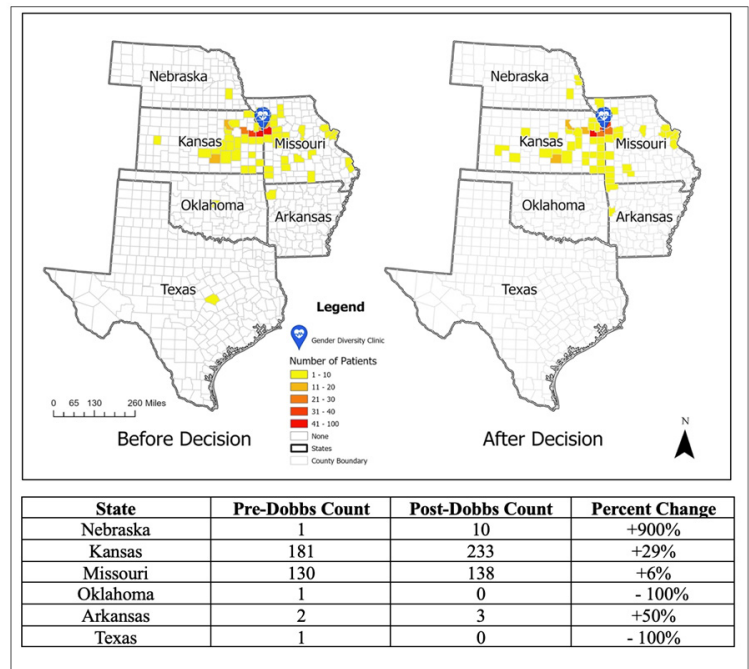 Nebraska
Kansas
Missouri
Oklahoma
Arkansas
Texas
Nebraska
Kansas
Missouri
Oklahoma
Arkansas
Texas
Legend
Gender Diversity Clinic
Number of Patients
1 - 10
11 - 20
21 - 30
31 - 40
41 - 100
None
States
County Boundary
0 65 130 260 Miles
N
Before Decision
After Decision
State Pre-Dobbs Count Post-Dobbs Count Percent Change
Nebraska 1 10 +900%
Kansas 181 233 +29%
Missouri 130 138 +6%
Oklahoma 1 0 - 100%
Arkansas 2 3 +50%
Texas 1 0 - 100%